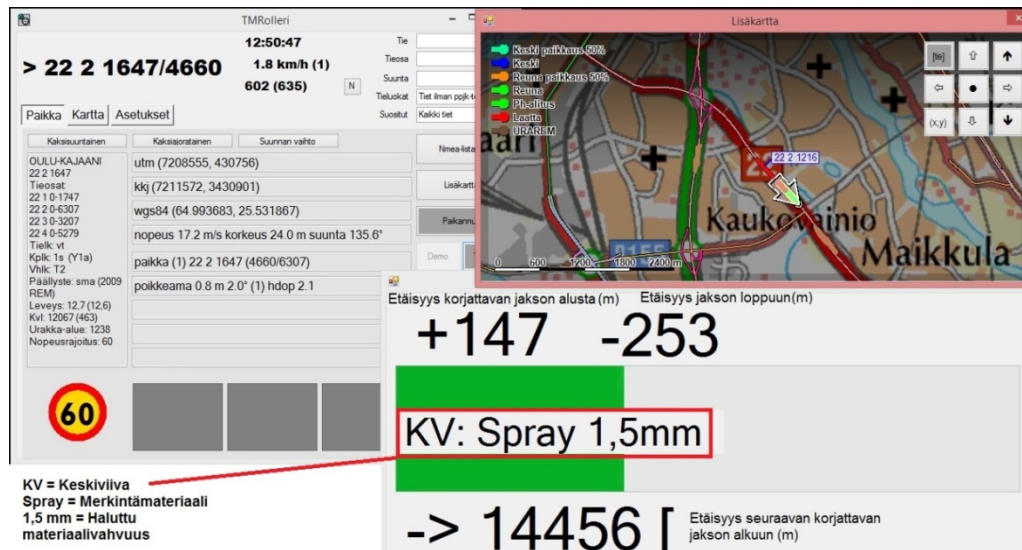 TMRolleri
12:50:47
> 22 2 1647/4660
1.8 km/h (1)
602 (635)
N
Tie
Tieosa
Suunta
Tieluokat
Tiet ilman ppjk-t
Suositut
Kaikki tiet
Paikka Kartta Asetukset
Kaksisuuntainen
Kaksiajoratainen
Suunnan vaihto
Nmea-lista
Lisäkartta
Paikannu
Demo
OULU-KAJAANI
22 2 1647
Tieosat:
22 1 0-1747
22 2 0-6307
22 3 0-3207
22 4 0-5279
Tielk: vt
Kplk: 1s (Y1a)
Vhlk: T2
Päällyste: sma (2009
REM)
Leveys: 12,7 (12,6)
Kvl: 12067 (463)
Urakka-alue: 1238
Nopeusrajoitus: 60
utm (7208555, 430756)
kkj (7211572, 3430901)
wgs84 (64.993683, 25.531867)
nopeus 17.2 m/s korkeus 24.0 m suunta 135.6°
paikka (1) 22 2 1647 (4660/6307)
poikkeama 0.8 m 2.0° (1) hdop 2.1
60
Lisäkartta
Keski paikkaus 50%
Keski
Reuna paikkaus 50%
Reuna
Ph-alitus
Laatta
URAREM
[tie]
(x,y)
22 2 1216
Kaukovainio
Maikkula
0 600 1200 1800 2400 m
Etäisyys korjattavan jakson alusta (m)
Etäisyys jakson loppuun(m)
+147 -253
KV: Spray 1,5mm
-> 14456 [
Etäisyys seuraavan korjattavan
jakson alkuun (m)
KV = Keskiviiva
Spray = Merkintämateriaali
1,5 mm = Haluttu
materiaalivahvuus